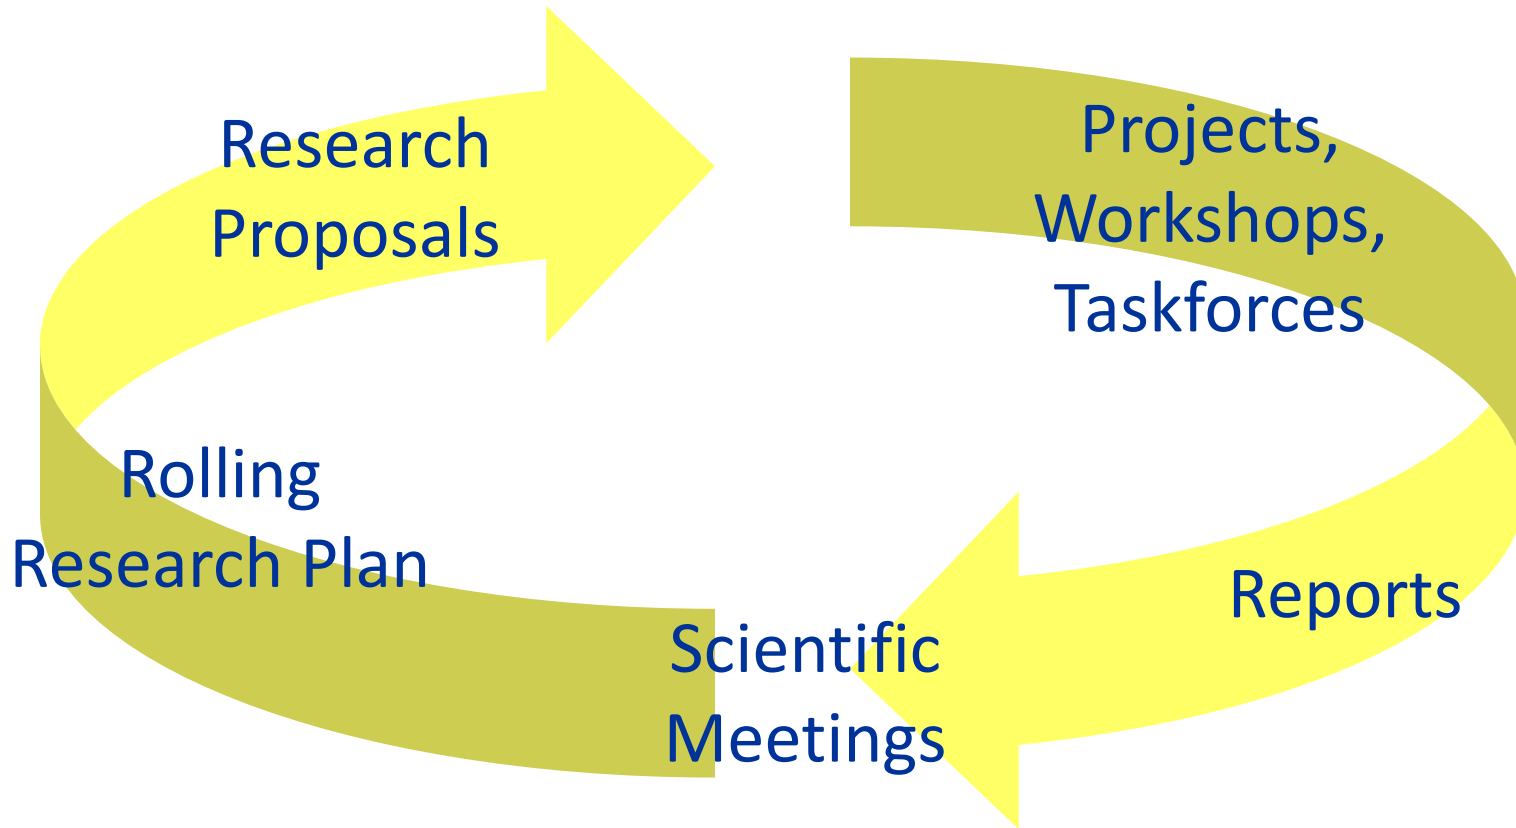 Research
Proposals
Projects,
Workshops,
Taskforces
Reports
Scientific
Meetings
Rolling
Research Plan